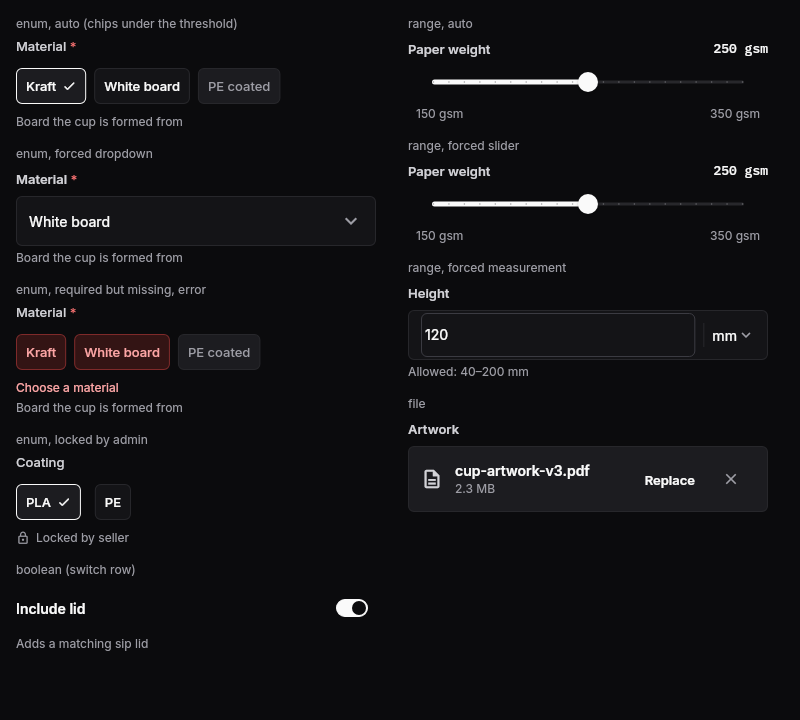 enum, auto (chips under the threshold)
Material *
Kraft White board PE coated
Board the cup is formed from
enum, forced dropdown
Material *
White board
Board the cup is formed from
enum, required but missing, error
Material *
Kraft White board PE coated
Choose a material
Board the cup is formed from
enum, locked by admin
Coating
PLA PE
Locked by seller
boolean (switch row)
Include lid
Adds a matching sip lid
range, auto
Paper weight 250 gsm
150 gsm 350 gsm
range, forced slider
Paper weight 250 gsm
150 gsm 350 gsm
range, forced measurement
Height
120 mm
Allowed: 40–200 mm
file
Artwork
cup-artwork-v3.pdf
2.3 MB
Replace